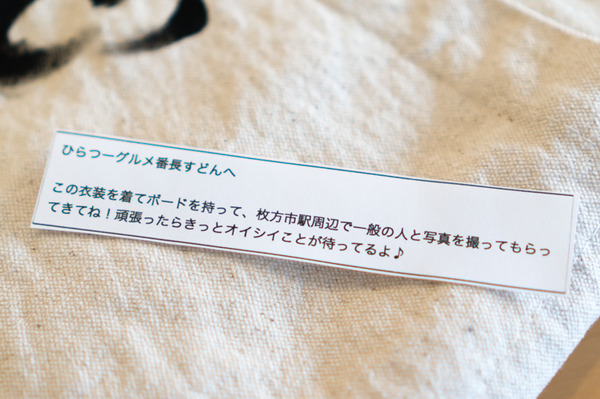 ひらつーグルメ番長すどんへ
この衣装を着てボードを持って、枚方市駅周辺で一般の人と写真を撮ってもらっ
てきてね！頑張ったらきっとオイシイことが待ってるよ♪